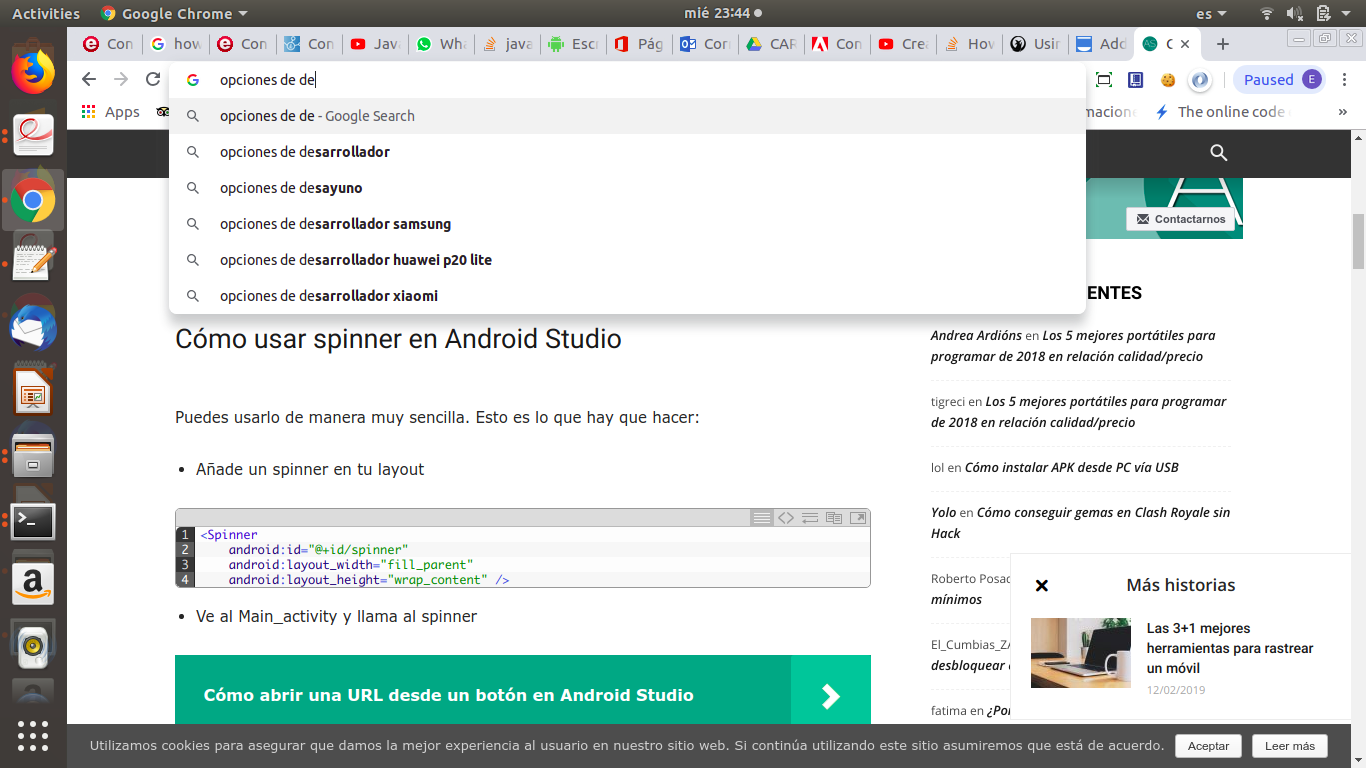 Activities
Google Chrome
mié 23:44
es
Con
how
Con
Con
Java
Wha
java
Escr
Pág
Corr
CAR
Con
Crea
How
Usin
Add
opciones de de
Paused
E
Apps
The online code
»
opciones de de - Google Search
opciones de desarrollador
opciones de desayuno
opciones de desarrollador samsung
opciones de desarrollador huawei p20 lite
opciones de desarrollador xiaomi
Contactarnos
ENTES
Cómo usar spinner en Android Studio
Puedes usarlo de manera muy sencilla. Esto es lo que hay que hacer:
• Añade un spinner en tu layout
1 <Spinner
2 android:id="@+id/spinner"
3 android:layout_width="fill_parent"
4 android:layout_height="wrap_content" />
• Ve al Main_activity y llama al spinner
Cómo abrir una URL desde un botón en Android Studio
Andrea Ardións en Los 5 mejores portátiles para
programar de 2018 en relación calidad/precio
tigreci en Los 5 mejores portátiles para programar
de 2018 en relación calidad/precio
lol en Cómo instalar APK desde PC vía USB
Yolo en Cómo conseguir gemas en Clash Royale sin
Hack
Roberto Posac
mínimos
El_Cumbias_ZA
desbloquear
fatima en ¿Por
Más historias
Las 3+1 mejores
herramientas para rastrear
un móvil
12/02/2019
Utilizamos cookies para asegurar que damos la mejor experiencia al usuario en nuestro sitio web. Si continúa utilizando este sitio asumiremos que está de acuerdo.
Aceptar
Leer más